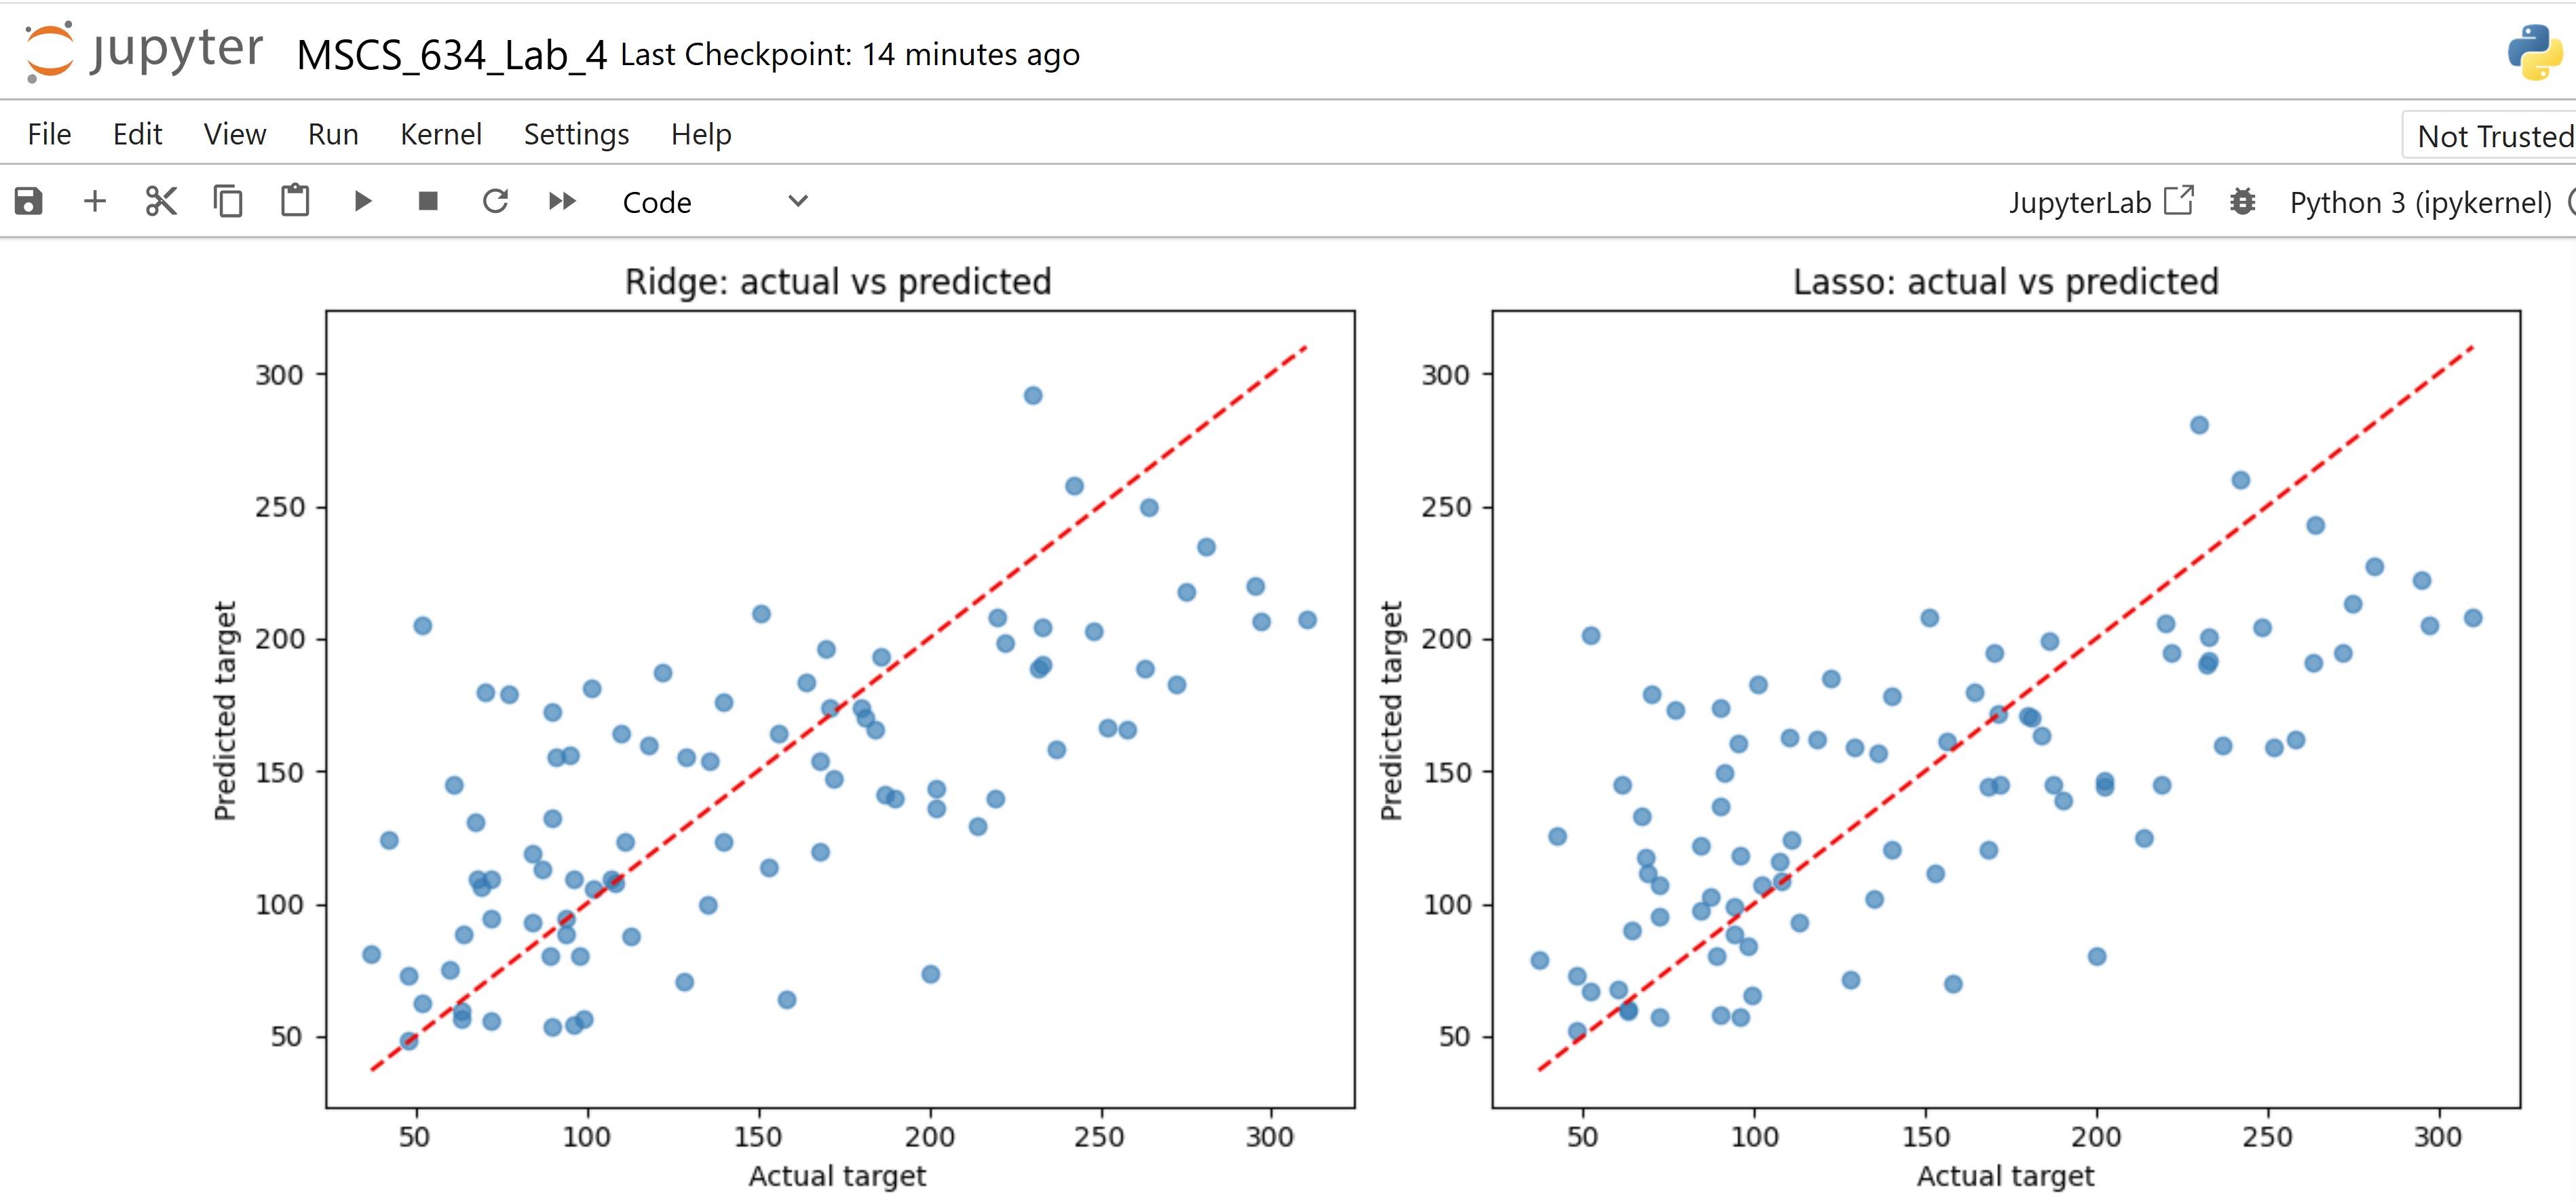 jupyter MSCS_634_Lab_4 Last Checkpoint: 14 minutes ago
File Edit View Run Kernel Settings Help Not Trusted
Code JupyterLab Python 3 (ipykernel)
Ridge: actual vs predicted
300
250
200
150
100
50
Predicted target
50 100 150 200 250 300
Actual target
Lasso: actual vs predicted
300
250
200
150
100
50
Predicted target
50 100 150 200 250 300
Actual target